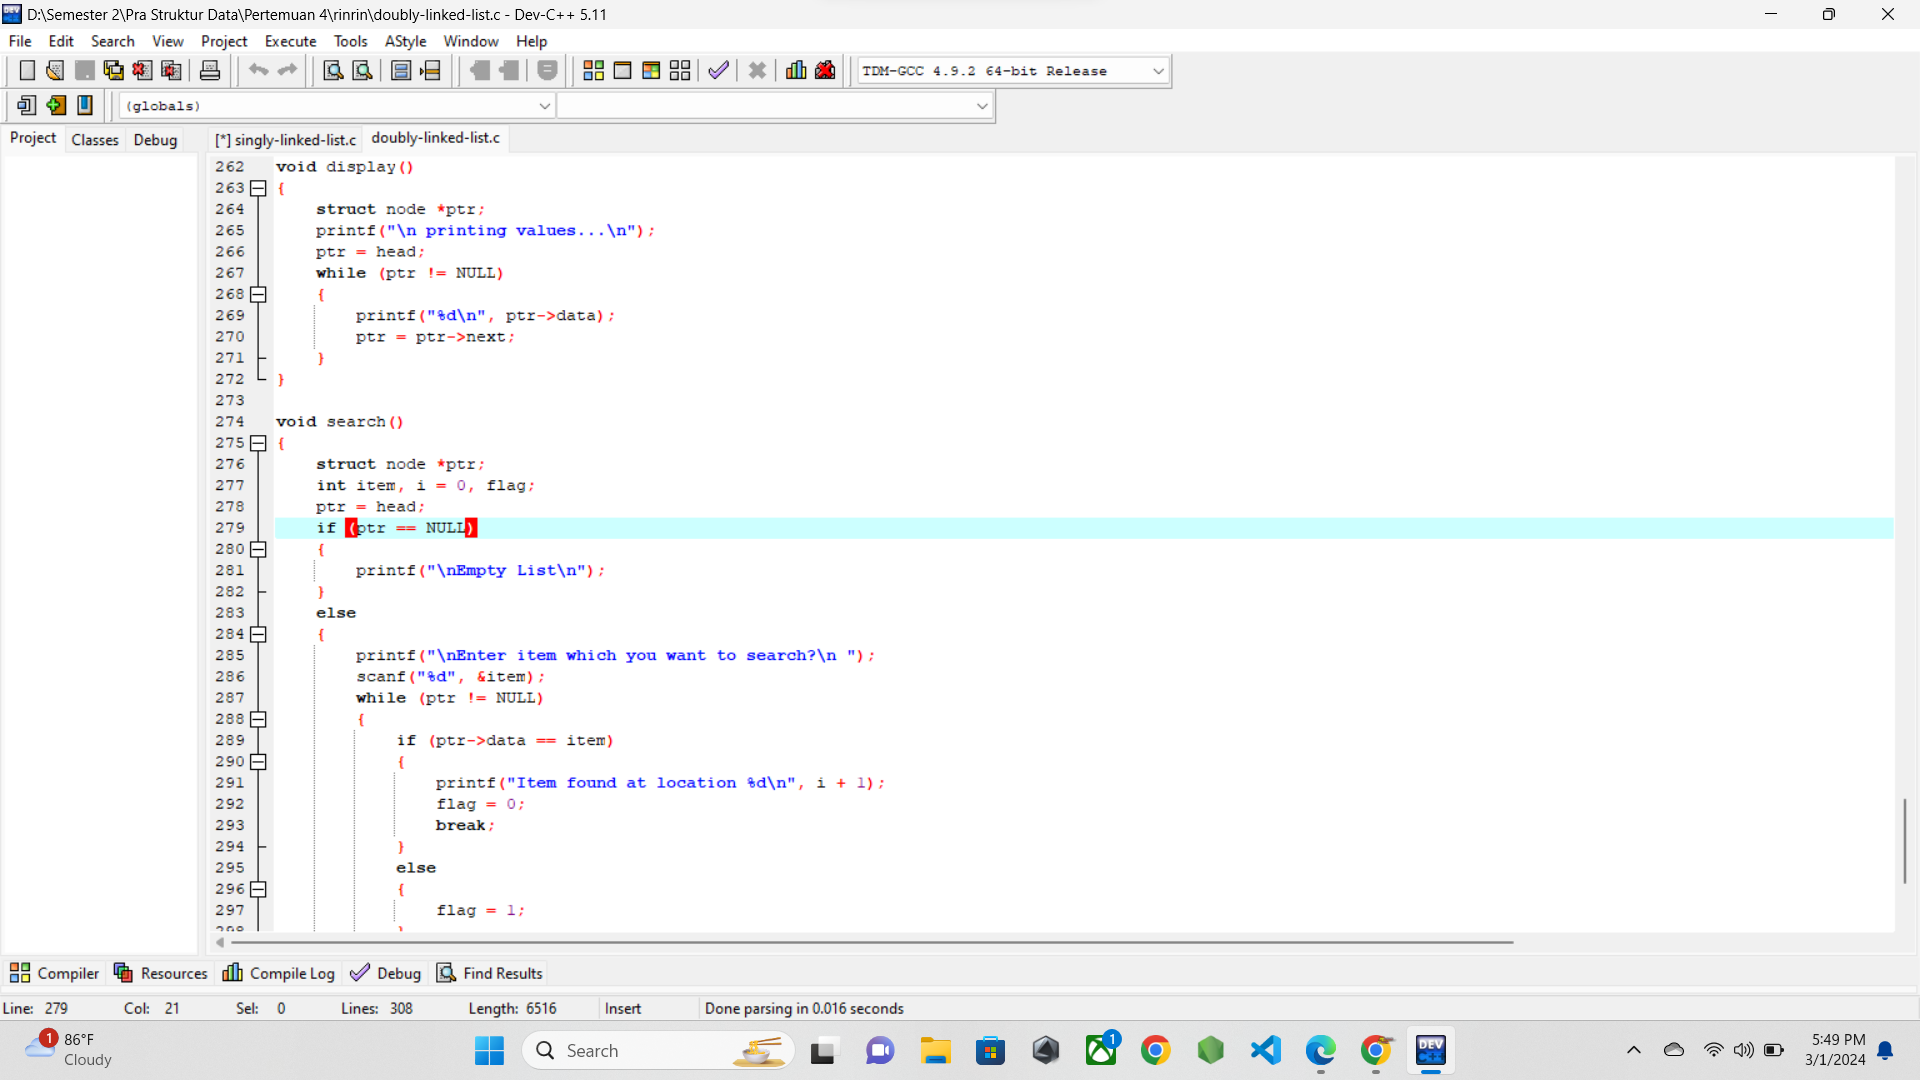 D:\Semester 2\Pra Struktur Data\Pertemuan 4\rinrin\doubly-linked-list.c - Dev-C++ 5.11
File Edit Search View Project Execute Tools AStyle Window Help
TDM-GCC 4.9.2 64-bit Release
(globals)
Project Classes Debug [*] singly-linked-list.c doubly-linked-list.c
262 void display()
263 {
264 struct node *ptr;
265 printf("\n printing values...\n");
266 ptr = head;
267 while (ptr != NULL)
268 {
269 printf("%d\n", ptr->data);
270 ptr = ptr->next;
271 }
272 }
273
274 void search()
275 {
276 struct node *ptr;
277 int item, i = 0, flag;
278 ptr = head;
279 if (ptr == NULL)
280 {
281 printf("\nEmpty List\n");
282 }
283 else
284 {
285 printf("\nEnter item which you want to search?\n ");
286 scanf("%d", &item);
287 while (ptr != NULL)
288 {
289 if (ptr->data == item)
290 {
291 printf("Item found at location %d\n", i + 1);
292 flag = 0;
293 break;
294 }
295 else
296 {
297 flag = 1;
298 }
Compiler Resources Compile Log Debug Find Results
Line: 279 Col: 21 Sel: 0 Lines: 308 Length: 6516 Insert Done parsing in 0.016 seconds
1 86°F
Cloudy
Search
1
DEV C++
5:49 PM
3/1/2024